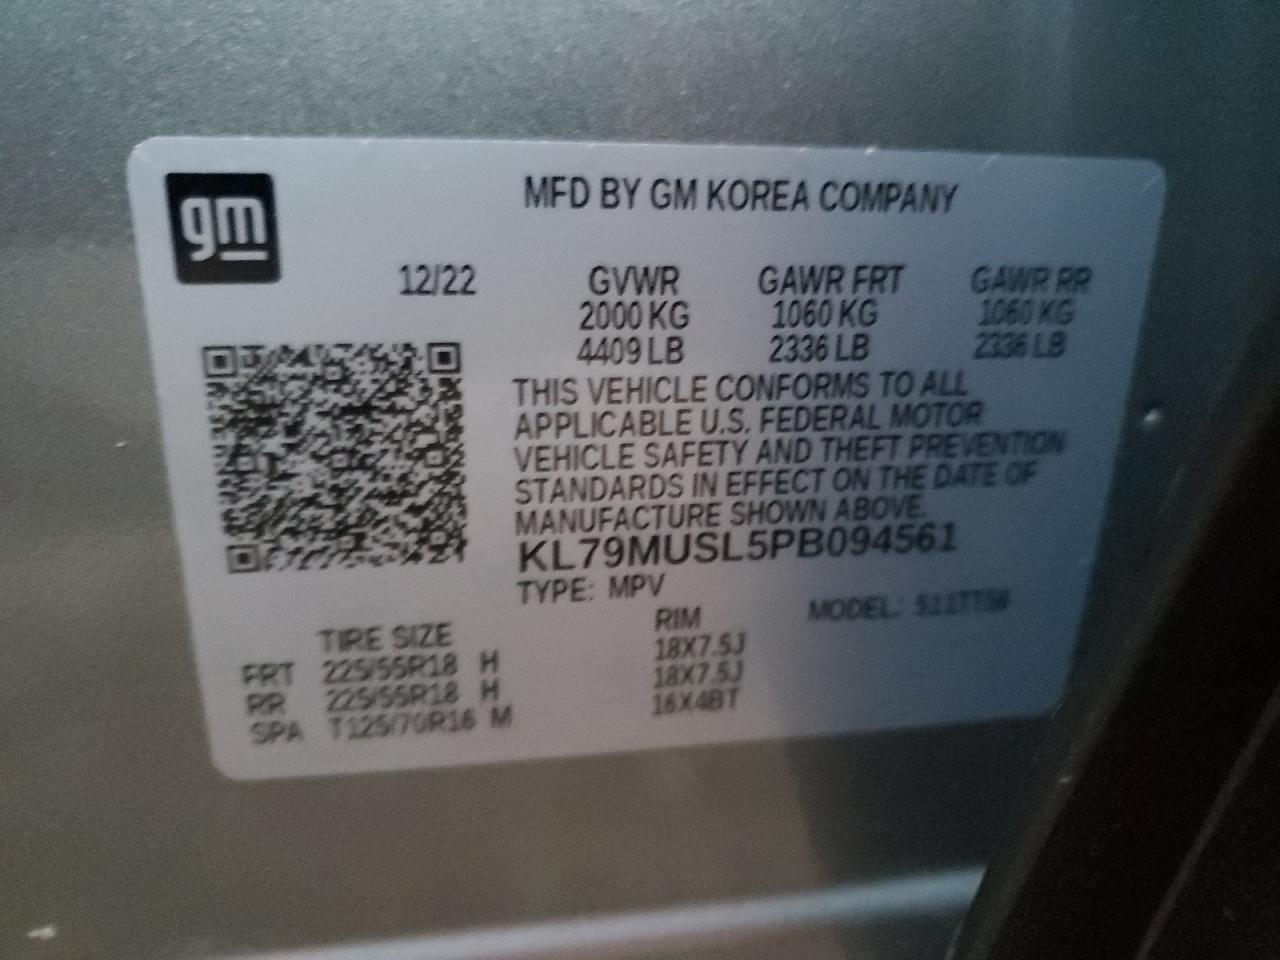 gm
MFD BY GM KOREA COMPANY
12/22 GVWR GAWR FRT GAWR RR
2000 KG 1060 KG 1060 KG
4409 LB 2336 LB 2336 LB
THIS VEHICLE CONFORMS TO ALL
APPLICABLE U.S. FEDERAL MOTOR
VEHICLE SAFETY AND THEFT PREVENTION
STANDARDS IN EFFECT ON THE DATE OF
MANUFACTURE SHOWN ABOVE.
KL79MUSL5PB094561
TYPE: MPV
MODEL:
TIRE SIZE RIM
FRT 225/55R18 H 18X7.5J
RR 225/55R18 H 18X7.5J
SPA T125/70R16 M 16X4BT